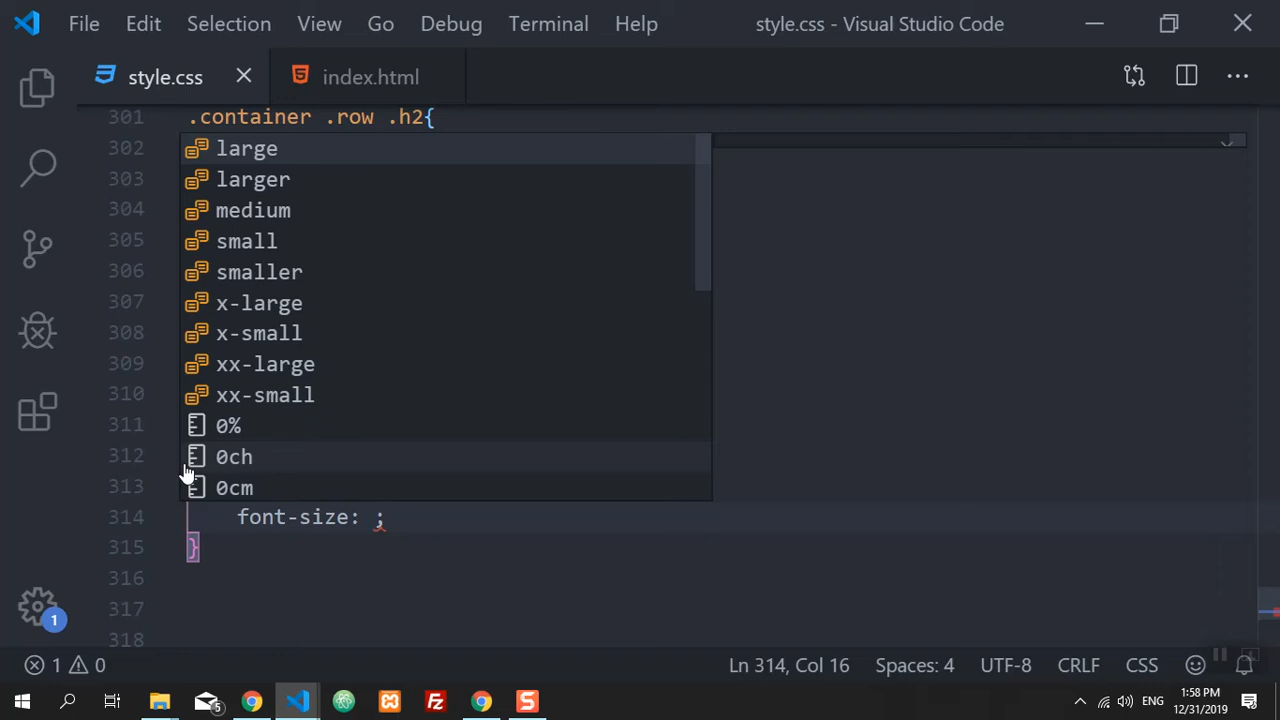 File Edit Selection View Go Debug Terminal Help style.css - Visual Studio Code
style.css index.html
301 .container .row .h2{
302 large
303 larger
304 medium
305 small
306 smaller
307 x-large
308 x-small
309 xx-large
310 xx-small
311 0%
312 0ch
313 0cm
314 font-size: ;
315 }
316
317
318
1
1 0 Ln 314, Col 16 Spaces: 4 UTF-8 CRLF CSS
5 Fz S ENG 1:58 PM
12/31/2019